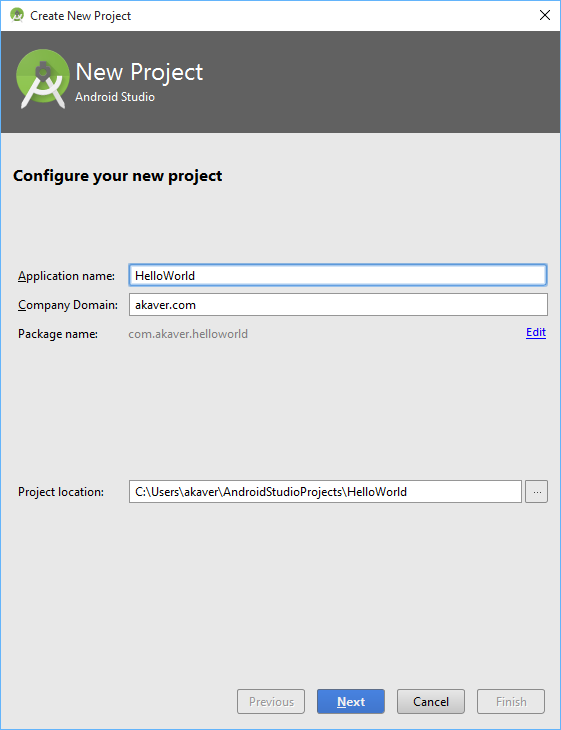 Create New Project
New Project
Android Studio
Configure your new project
Application name: HelloWorld
Company Domain: akaver.com
Package name: com.akaver.helloworld Edit
Project location: C:\Users\akaver\AndroidStudioProjects\HelloWorld ...
Previous Next Cancel Finish